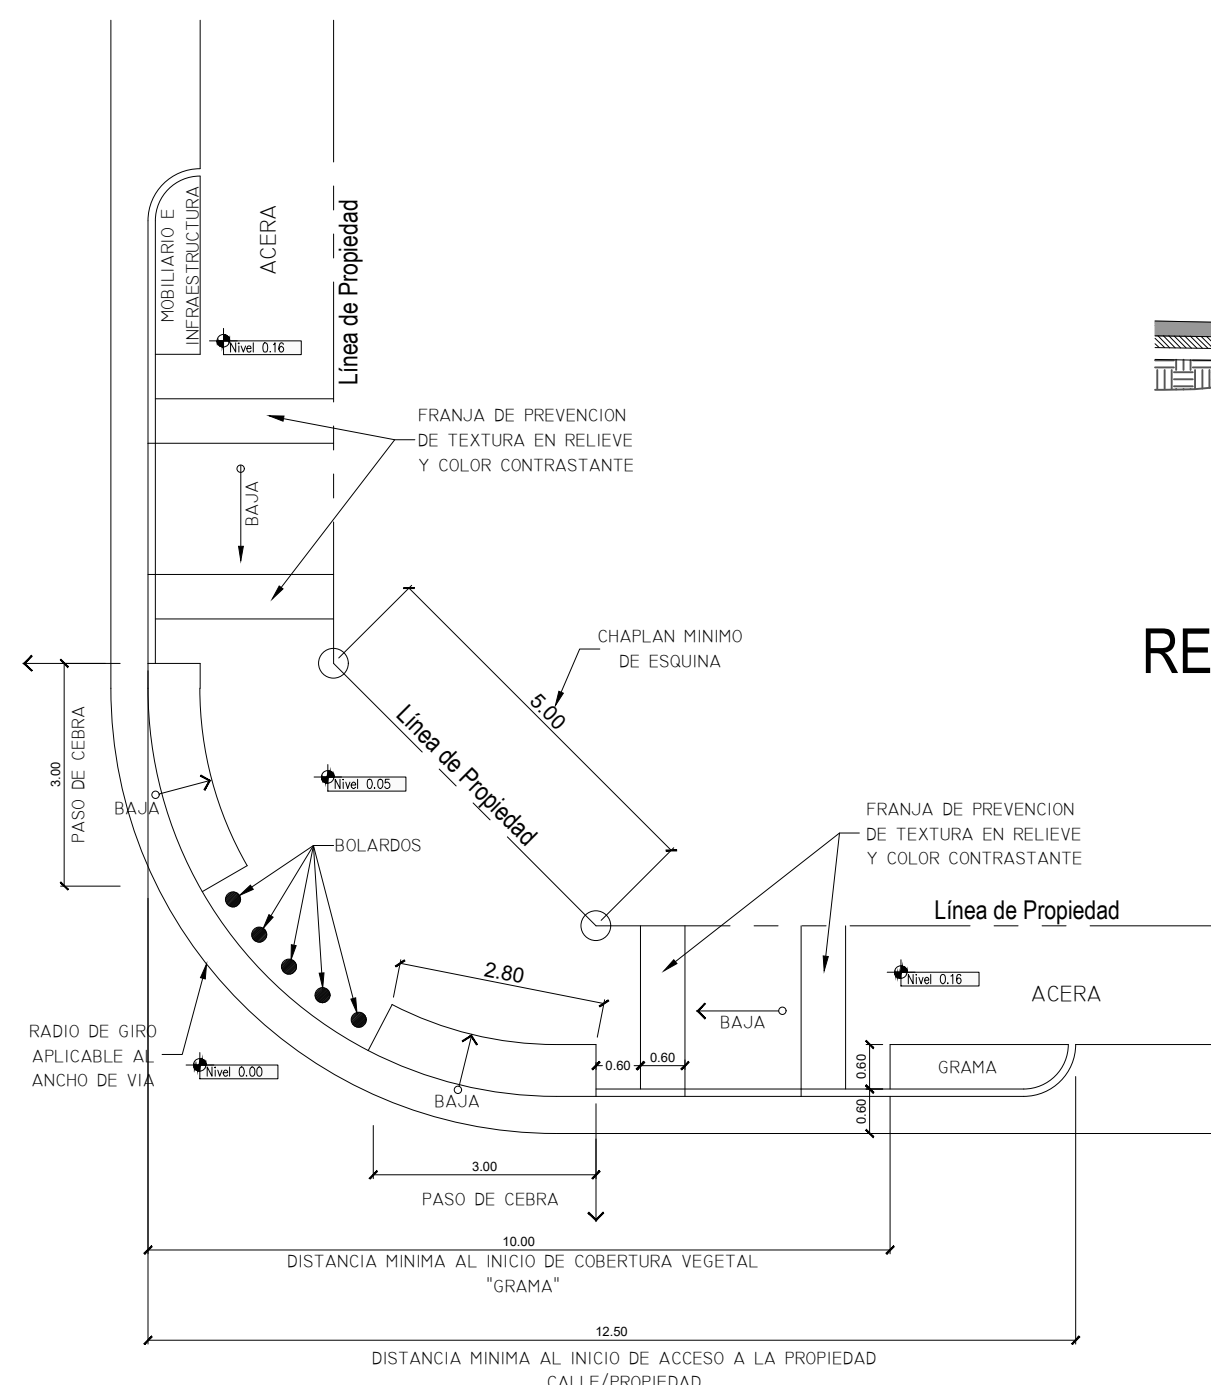 MOBILIARIO E
INFRAESTRUCTURA
ACERA
Línea de Propiedad
Nivel 0.16
FRANJA DE PREVENCION
DE TEXTURA EN RELIEVE
Y COLOR CONTRASTANTE
BAJA
CHAPLAN MINIMO
DE ESQUINA
RE
5.00
Línea de Propiedad
3.00
PASO DE CEBRA
Nivel 0.05
BAJA
BOLARDOS
FRANJA DE PREVENCION
DE TEXTURA EN RELIEVE
Y COLOR CONTRASTANTE
Línea de Propiedad
2.80
Nivel 0.16
ACERA
BAJA
RADIO DE GIRO
APLICABLE AL
ANCHO DE VIA
Nivel 0.00
0.60
0.60
0.60
GRAMA
BAJA
0.60
3.00
PASO DE CEBRA
10.00
DISTANCIA MINIMA AL INICIO DE COBERTURA VEGETAL
"GRAMA"
12.50
DISTANCIA MINIMA AL INICIO DE ACCESO A LA PROPIEDAD
CALLE/PROPIEDAD